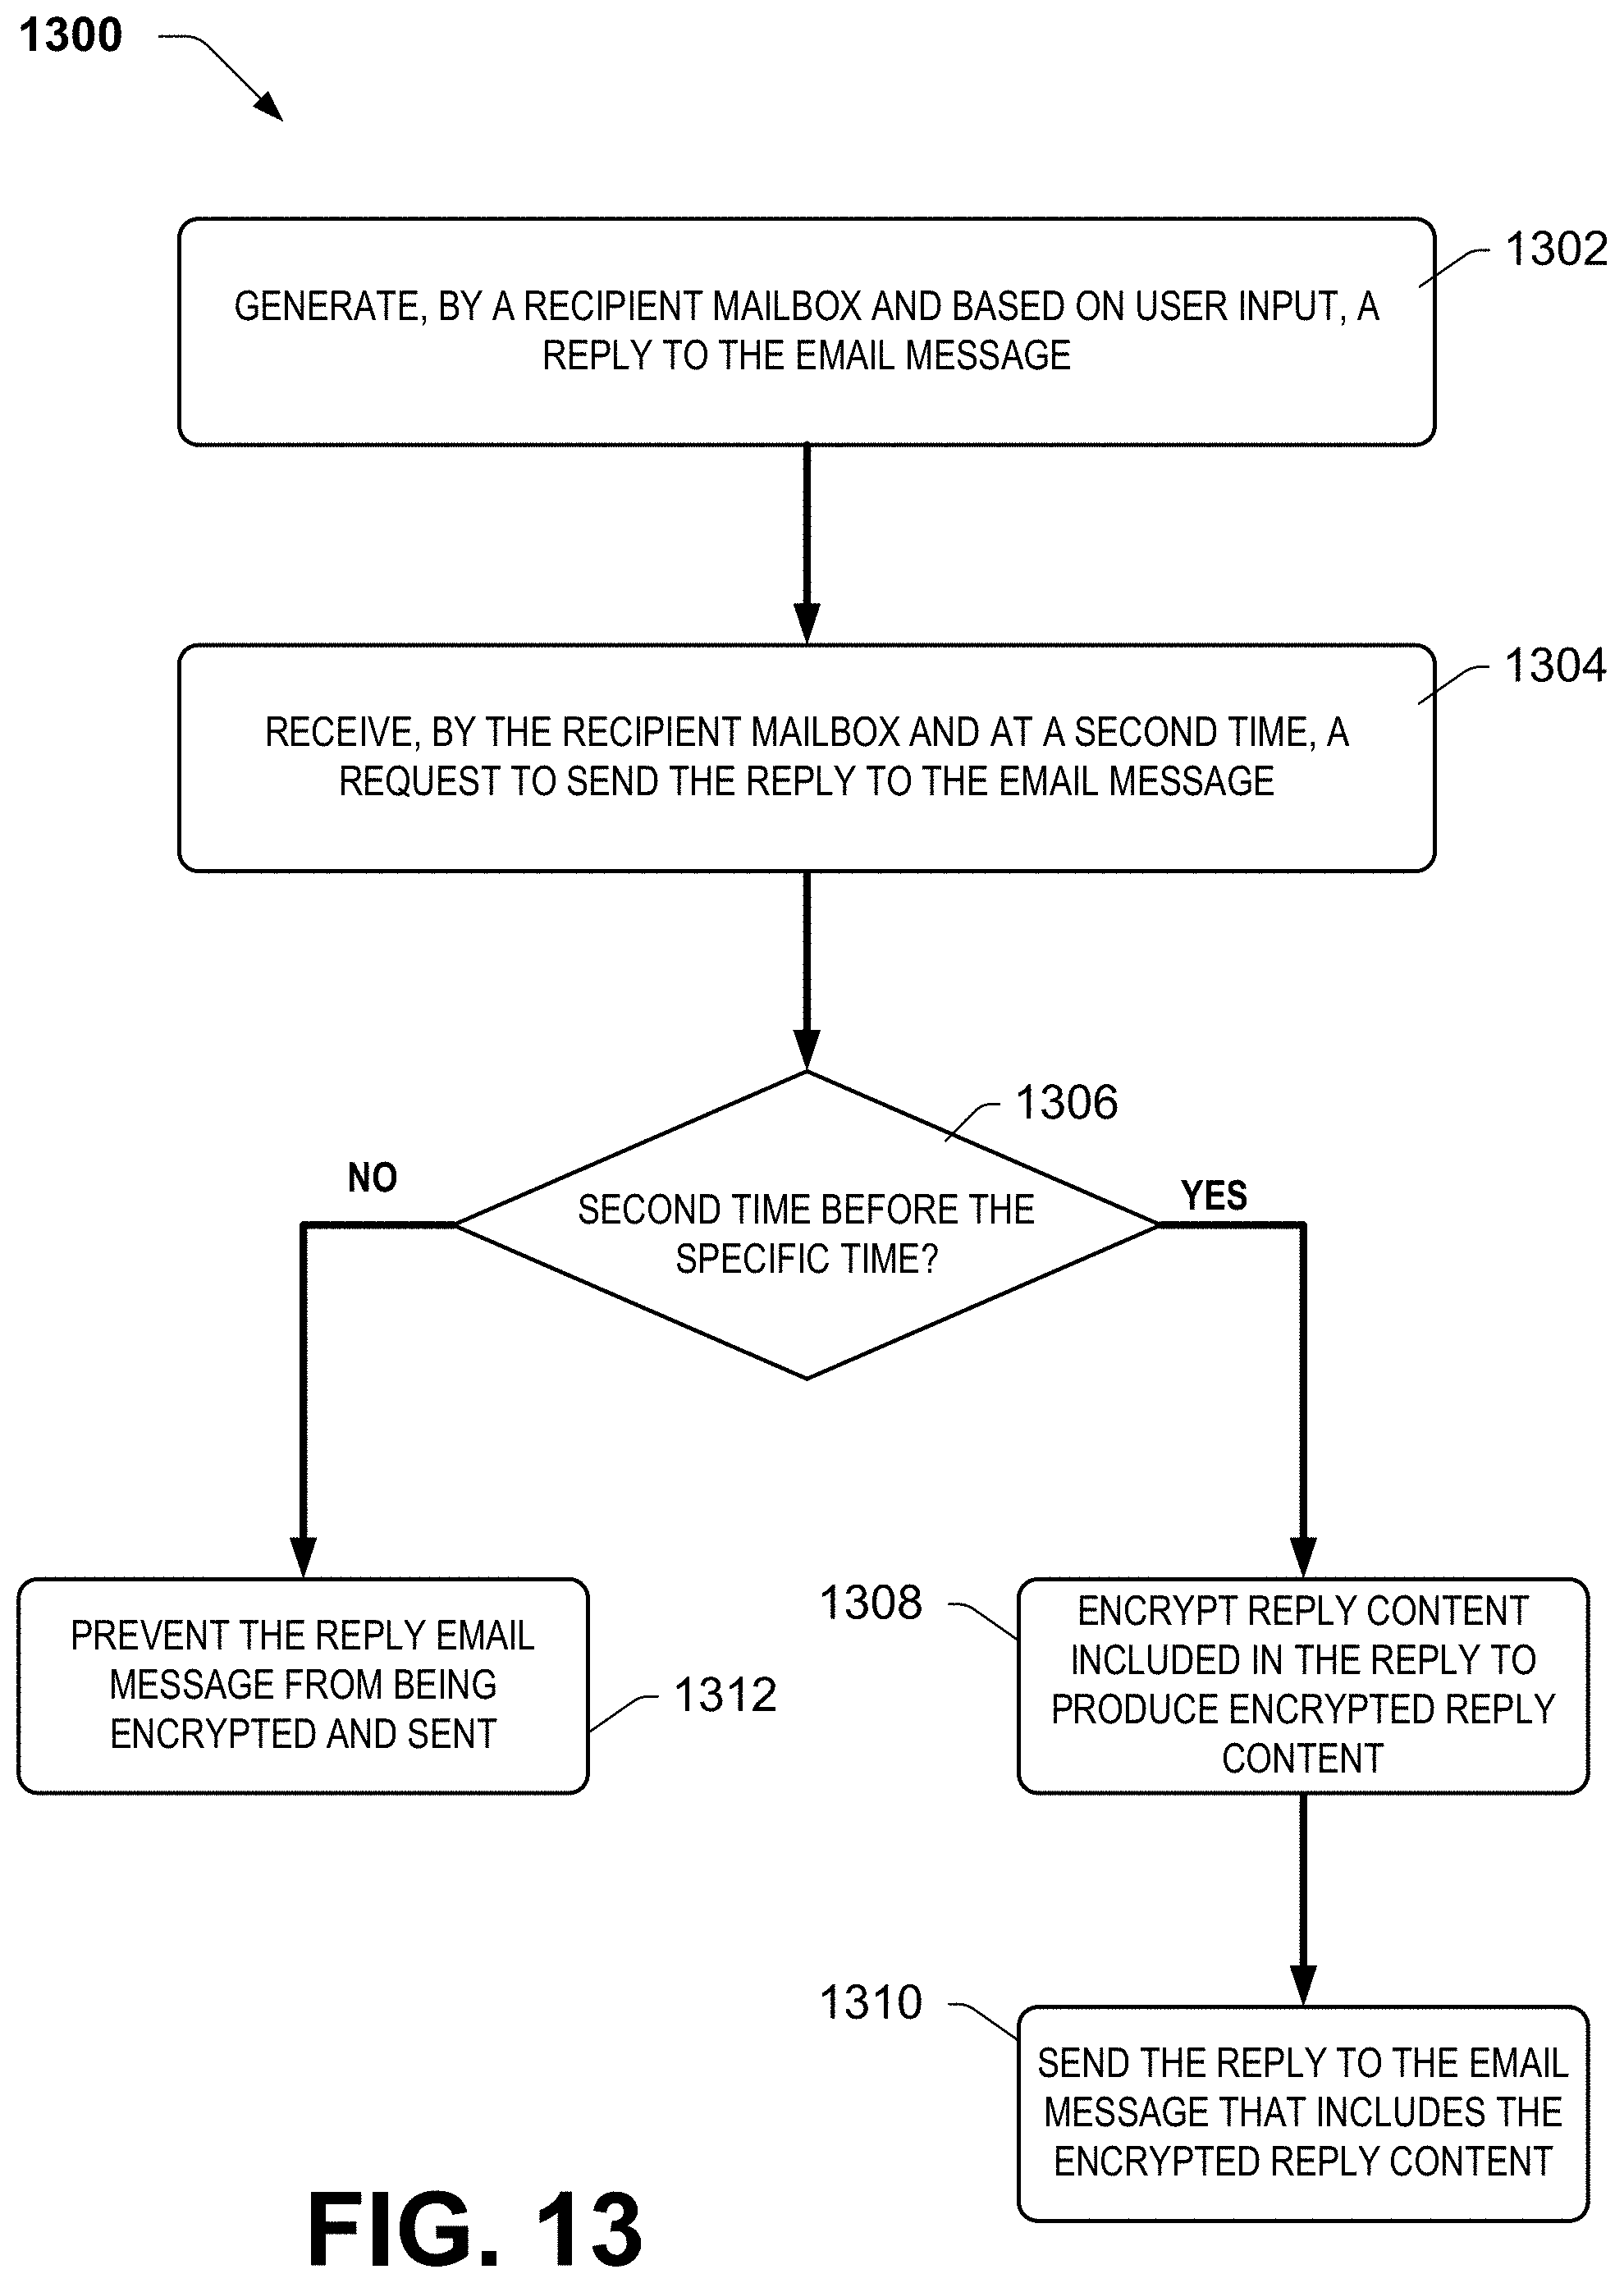 1300
1302
GENERATE, BY A RECIPIENT MAILBOX AND BASED ON USER INPUT, A
REPLY TO THE EMAIL MESSAGE
1304
RECEIVE, BY THE RECIPIENT MAILBOX AND AT A SECOND TIME, A
REQUEST TO SEND THE REPLY TO THE EMAIL MESSAGE
1306
NO
YES
SECOND TIME BEFORE THE
SPECIFIC TIME?
PREVENT THE REPLY EMAIL
MESSAGE FROM BEING
ENCRYPTED AND SENT
1312
1308
ENCRYPT REPLY CONTENT
INCLUDED IN THE REPLY TO
PRODUCE ENCRYPTED REPLY
CONTENT
1310
SEND THE REPLY TO THE EMAIL
MESSAGE THAT INCLUDES THE
ENCRYPTED REPLY CONTENT
FIG. 13